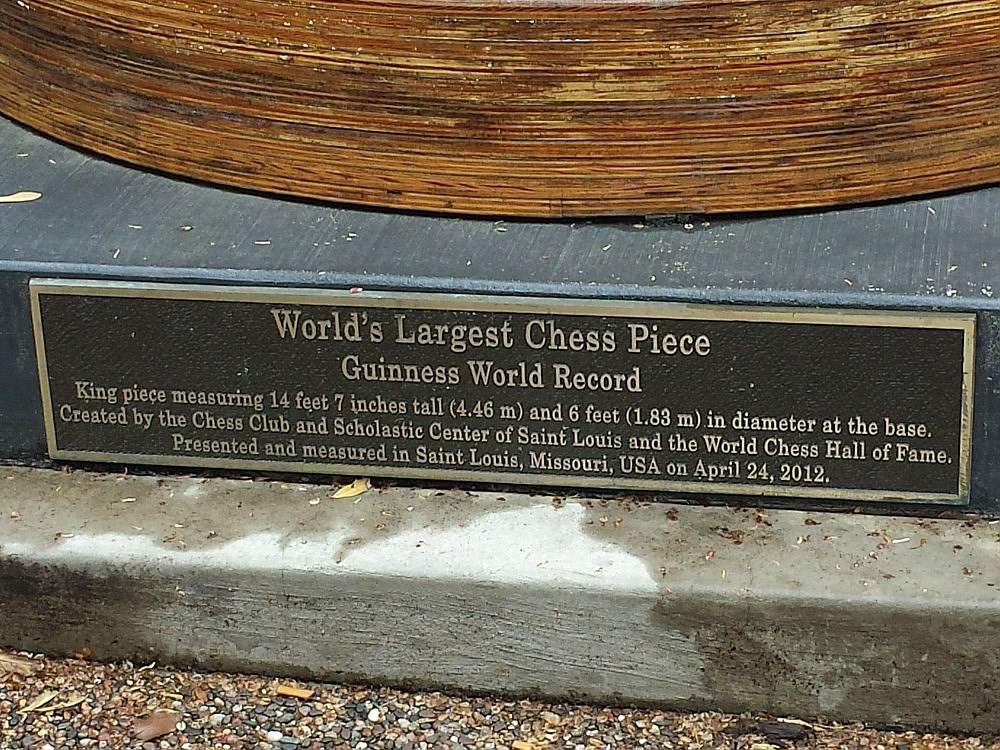 World's Largest Chess Piece
Guinness World Record
King piece measuring 14 feet 7 inches tall (4.46 m) and 6 feet (1.83 m) in diameter at the base.
Created by the Chess Club and Scholastic Center of Saint Louis and the World Chess Hall of Fame.
Presented and measured in Saint Louis, Missouri, USA on April 24, 2012.